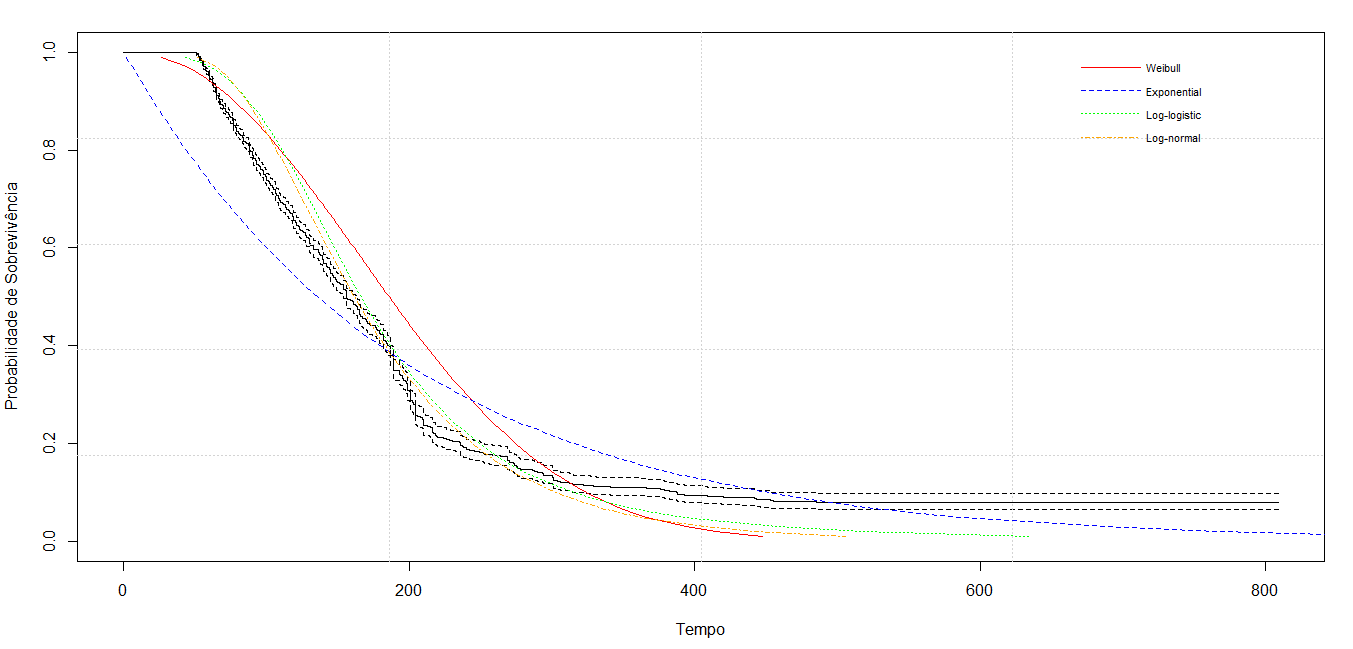 Probabilidade de Sobrevivência
1.0
0.8
0.6
0.4
0.2
0.0
Weibull
Exponential
Log-logistic
Log-normal
0 200 400 600 800
Tempo